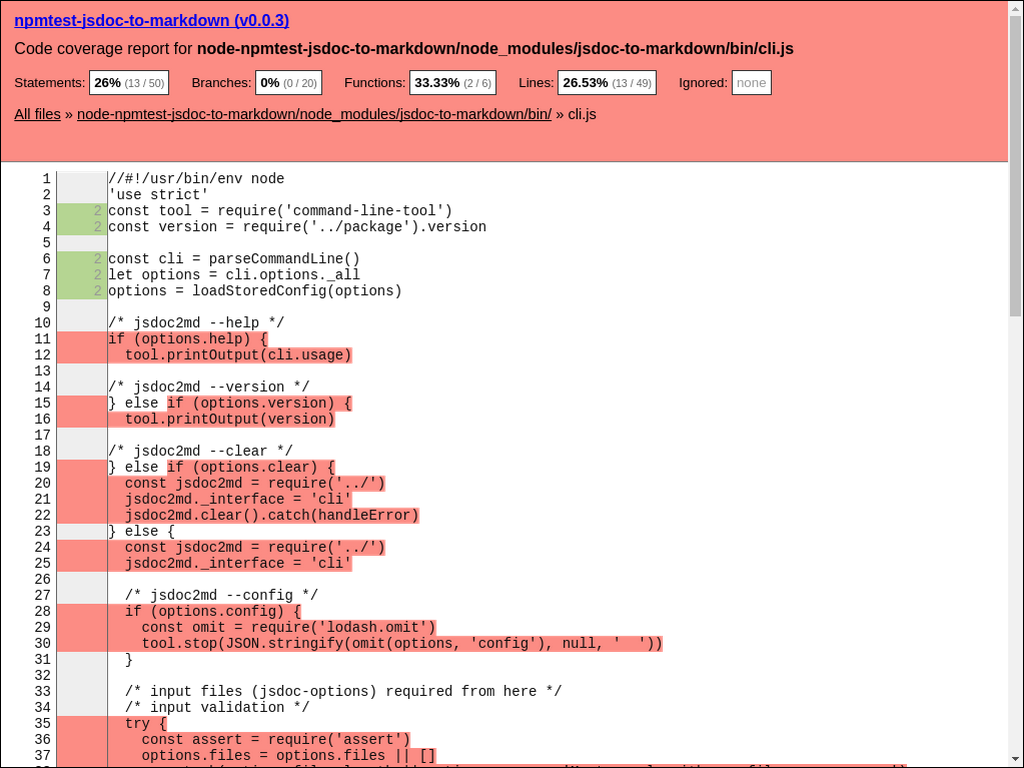 npmtest-jsdoc-to-markdown (v0.0.3)
Code coverage report for node-npmtest-jsdoc-to-markdown/node_modules/jsdoc-to-markdown/bin/cli.js
Statements: 26% (13 / 50) Branches: 0% (0 / 20) Functions: 33.33% (2 / 6) Lines: 26.53% (13 / 49) Ignored: none
All files » node-npmtest-jsdoc-to-markdown/node_modules/jsdoc-to-markdown/bin/ » cli.js
1 //#!/usr/bin/env node
2 'use strict'
3 2 const tool = require('command-line-tool')
4 2 const version = require('../package').version
5
6 2 const cli = parseCommandLine()
7 2 let options = cli.options._all
8 2 options = loadStoredConfig(options)
9
10 /* jsdoc2md --help */
11 if (options.help) {
12 tool.printOutput(cli.usage)
13
14 /* jsdoc2md --version */
15 } else if (options.version) {
16 tool.printOutput(version)
17
18 /* jsdoc2md --clear */
19 } else if (options.clear) {
20 const jsdoc2md = require('../')
21 jsdoc2md._interface = 'cli'
22 jsdoc2md.clear().catch(handleError)
23 } else {
24 const jsdoc2md = require('../')
25 jsdoc2md._interface = 'cli'
26
27 /* jsdoc2md --config */
28 if (options.config) {
29 const omit = require('lodash.omit')
30 tool.stop(JSON.stringify(omit(options, 'config'), null, '  '))
31 }
32
33 /* input files (jsdoc-options) required from here */
34 /* input validation */
35 try {
36 const assert = require('assert')
37 options.files = options.files || []